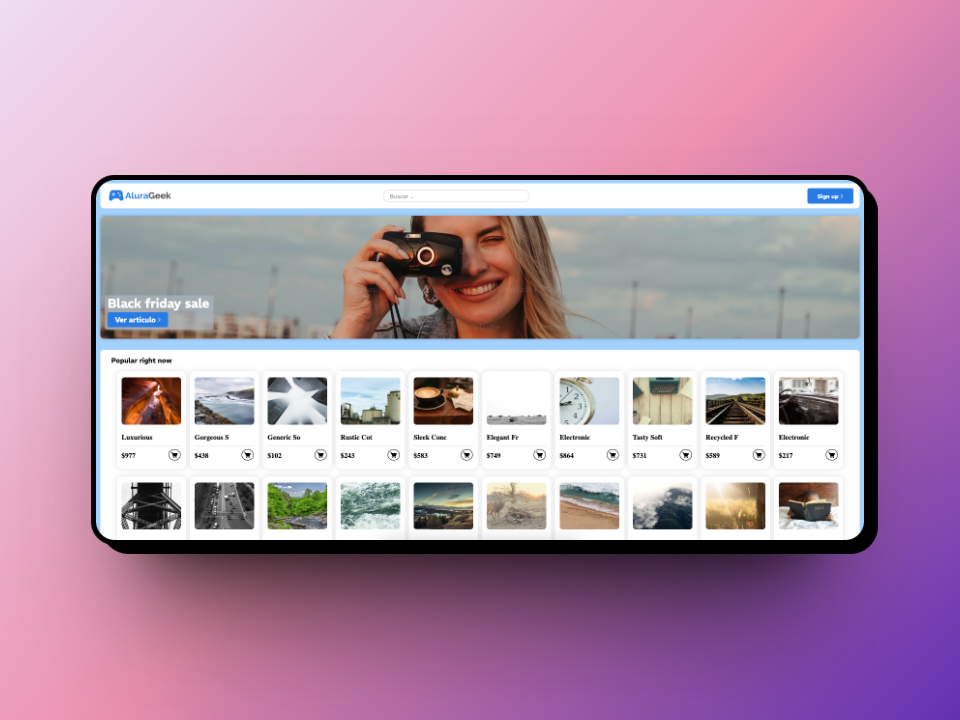 AluraGeek
Buscar ..
Sign up >
Black friday sale
Ver articulo >
Popular right now
Luxurious
Gorgeous S
Generic So
Rustic Cot
Sleek Conc
Elegant Fr
Electronic
Tasty Soft
Recycled F
Electronic
$977
$438
$102
$243
$583
$749
$864
$731
$589
$217